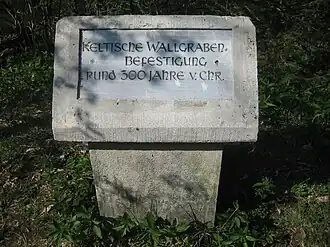 KELTISCHE WALLGRABEN-
BEFESTIGUNG
RUND 300 JAHRE V. CHR.